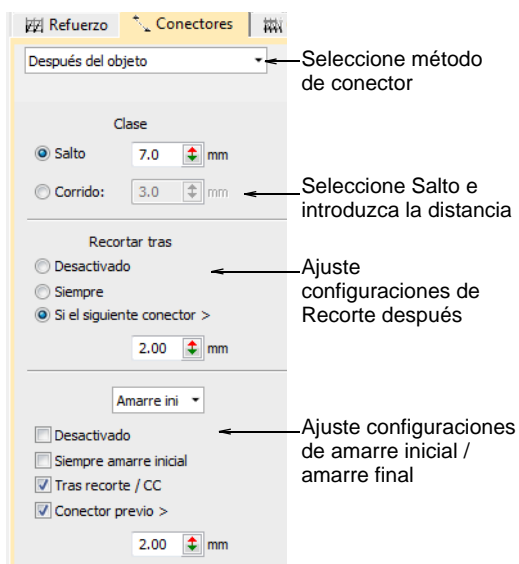 Refuerzo Conectores
Después del objeto
Seleccione método
de conector
Clase
Salto 7.0 mm
Corrido: 3.0 mm
Seleccione Salto e
introduzca la distancia
Recortar tras
Desactivado
Siempre
Si el siguiente conector >
2.00 mm
Ajuste
configuraciones de
Recorte después
Amarre ini
Desactivado
Siempre amarre inicial
Tras recorte / CC
Conector previo >
2.00 mm
Ajuste configuraciones
de amarre inicial /
amarre final